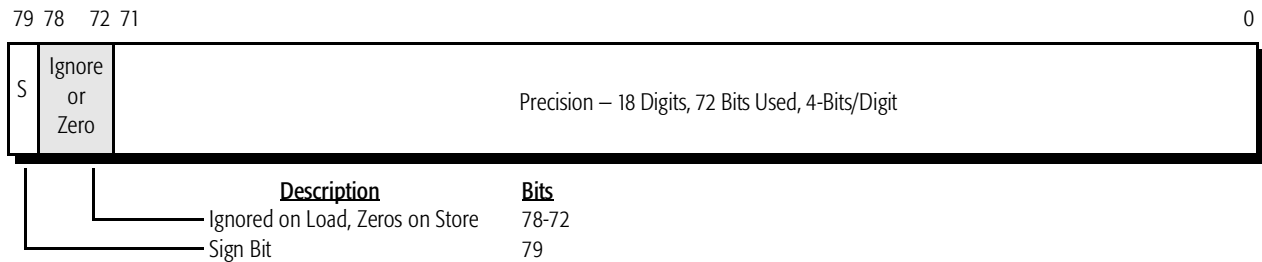 79 78 72 71 0
S
Ignore
or
Zero
Precision — 18 Digits, 72 Bits Used, 4-Bits/Digit
Description Bits
Ignored on Load, Zeros on Store 78-72
Sign Bit 79